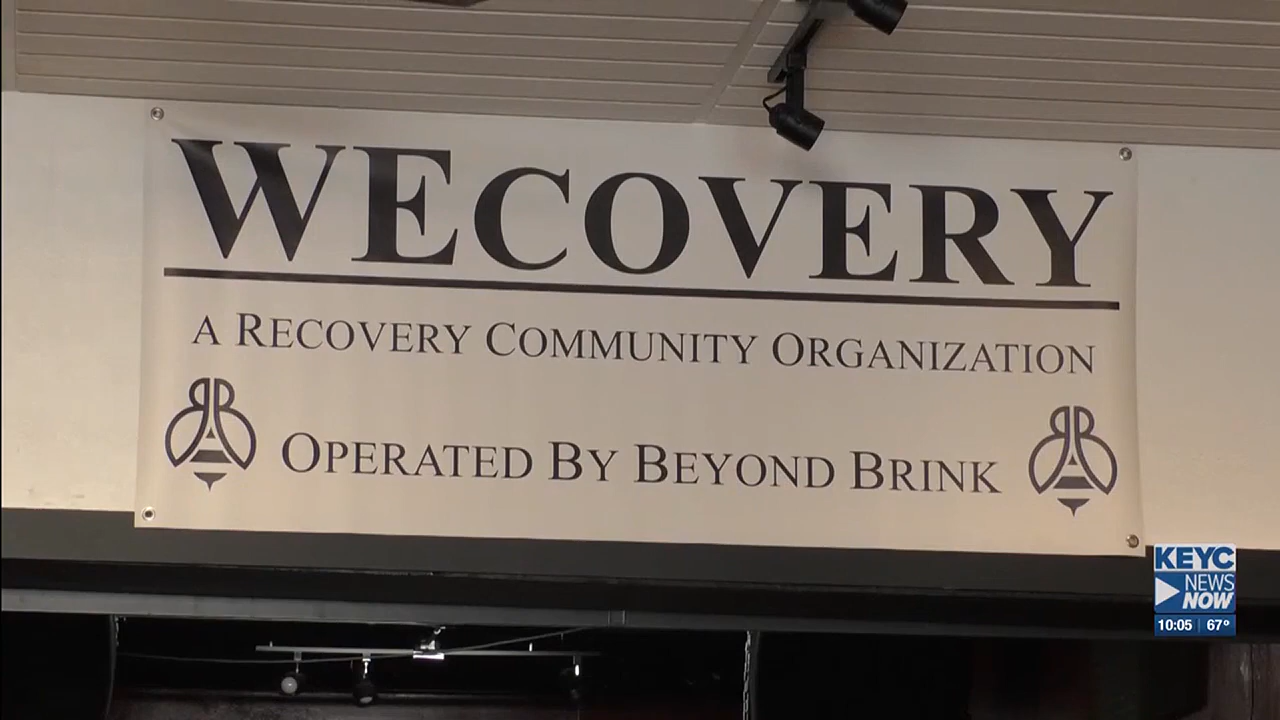 WECOVERY
A RECOVERY COMMUNITY ORGANIZATION
OPERATED BY BEYOND BRINK
KEYC
NEWS
NOW
10:05 | 67°